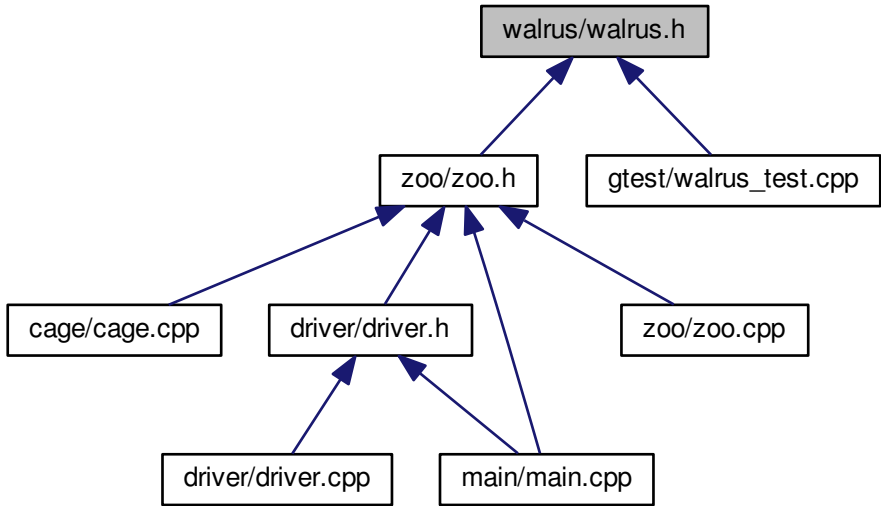 walrus/walrus.h
zoo/zoo.h
gtest/walrus_test.cpp
cage/cage.cpp
driver/driver.h
zoo/zoo.cpp
driver/driver.cpp
main/main.cpp